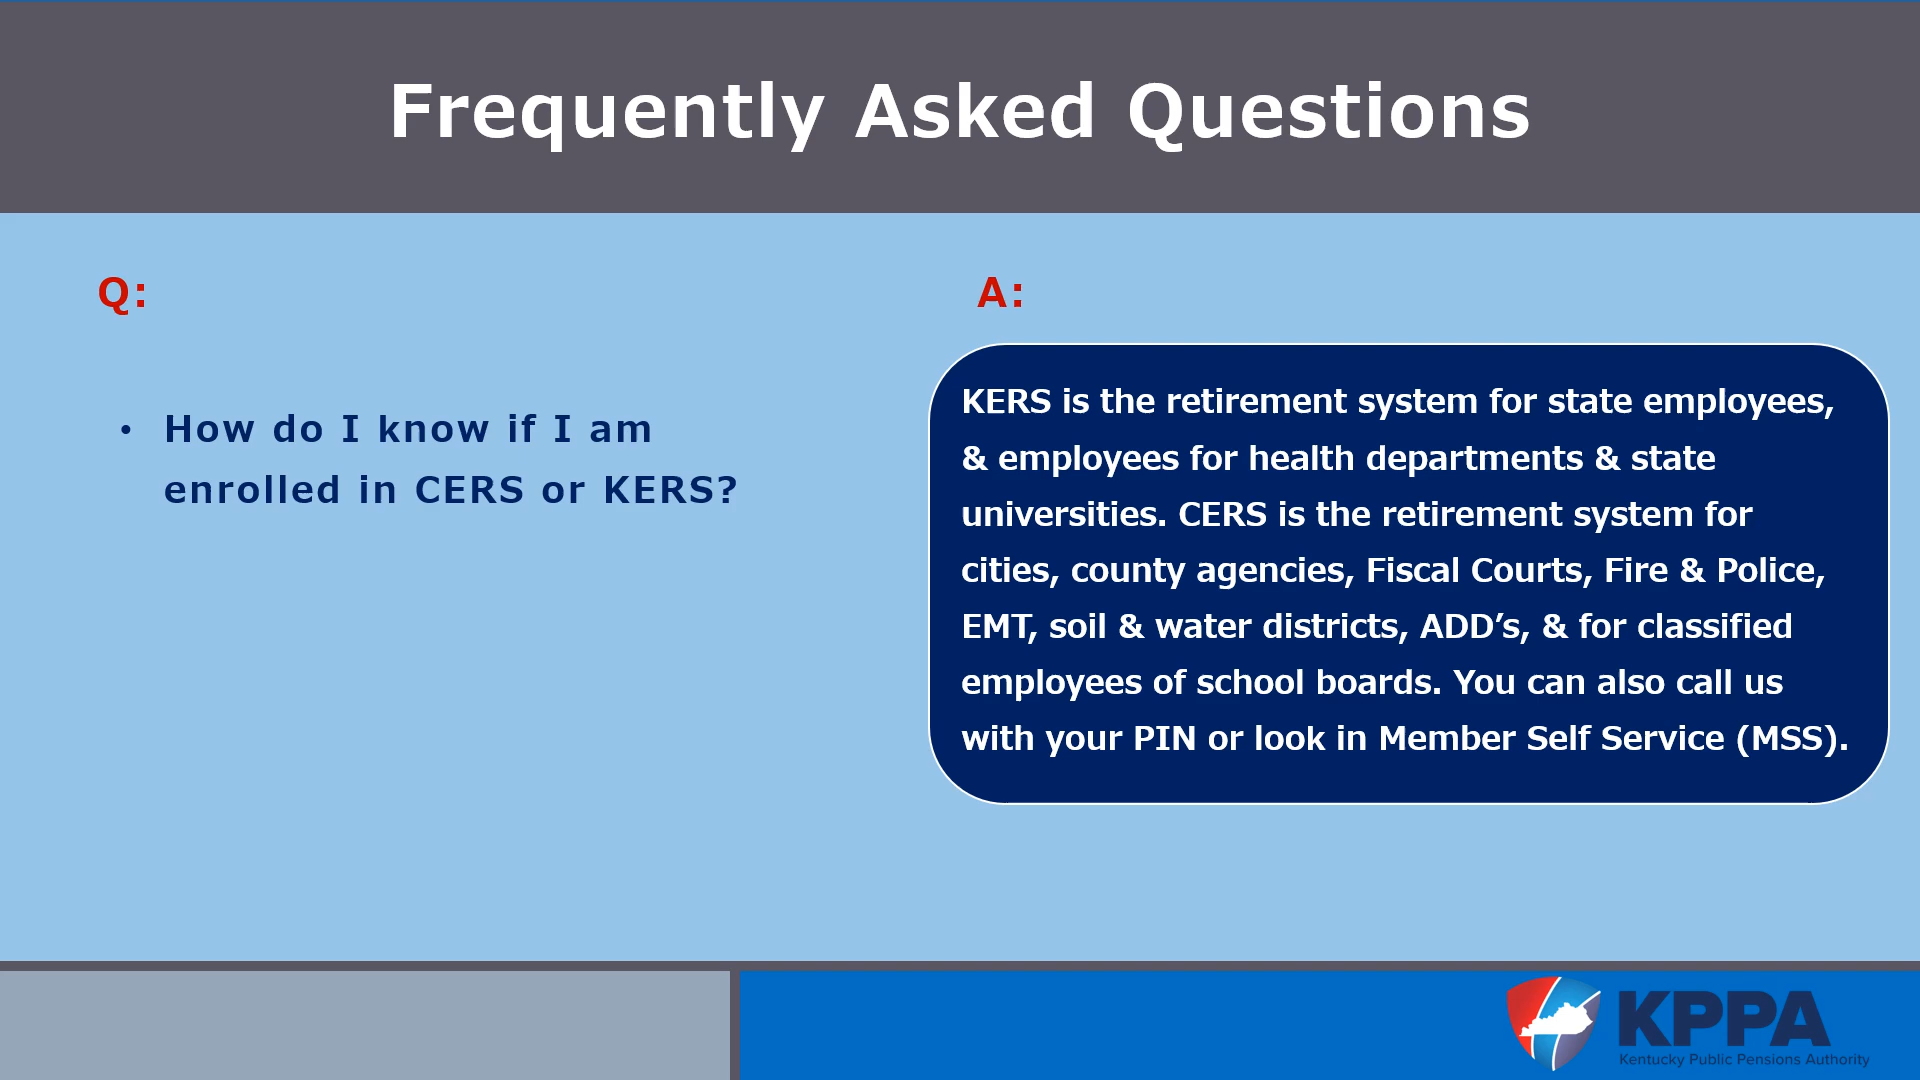 Frequently Asked Questions
Q:
• How do I know if I am
enrolled in CERS or KERS?
A:
KERS is the retirement system for state employees,
& employees for health departments & state
universities. CERS is the retirement system for
cities, county agencies, Fiscal Courts, Fire & Police,
EMT, soil & water districts, ADD’s, & for classified
employees of school boards. You can also call us
with your PIN or look in Member Self Service (MSS).
KPPA
Kentucky Public Pensions Authority